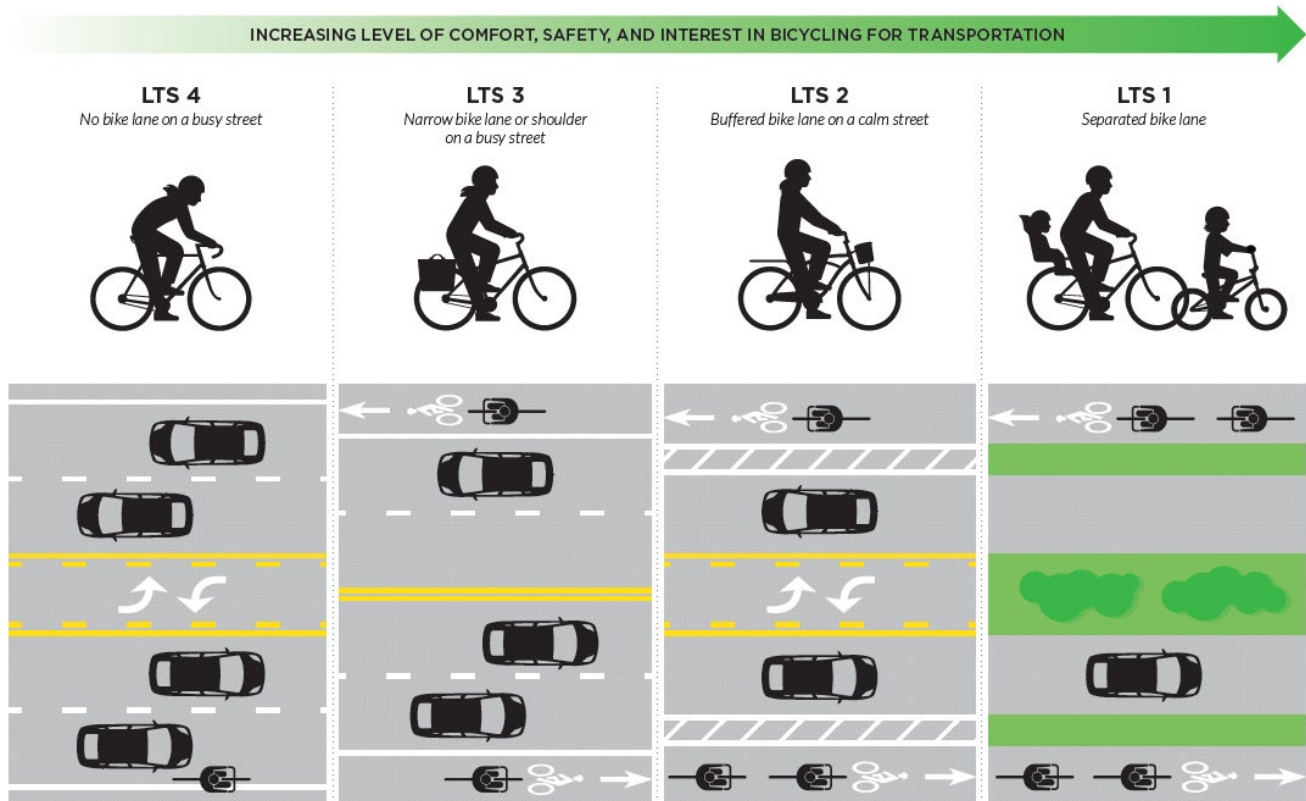 INCREASING LEVEL OF COMFORT, SAFETY, AND INTEREST IN BICYCLING FOR TRANSPORTATION
LTS 4
No bike lane on a busy street
LTS 3
Narrow bike lane or shoulder
on a busy street
LTS 2
Buffered bike lane on a calm street
LTS 1
Separated bike lane